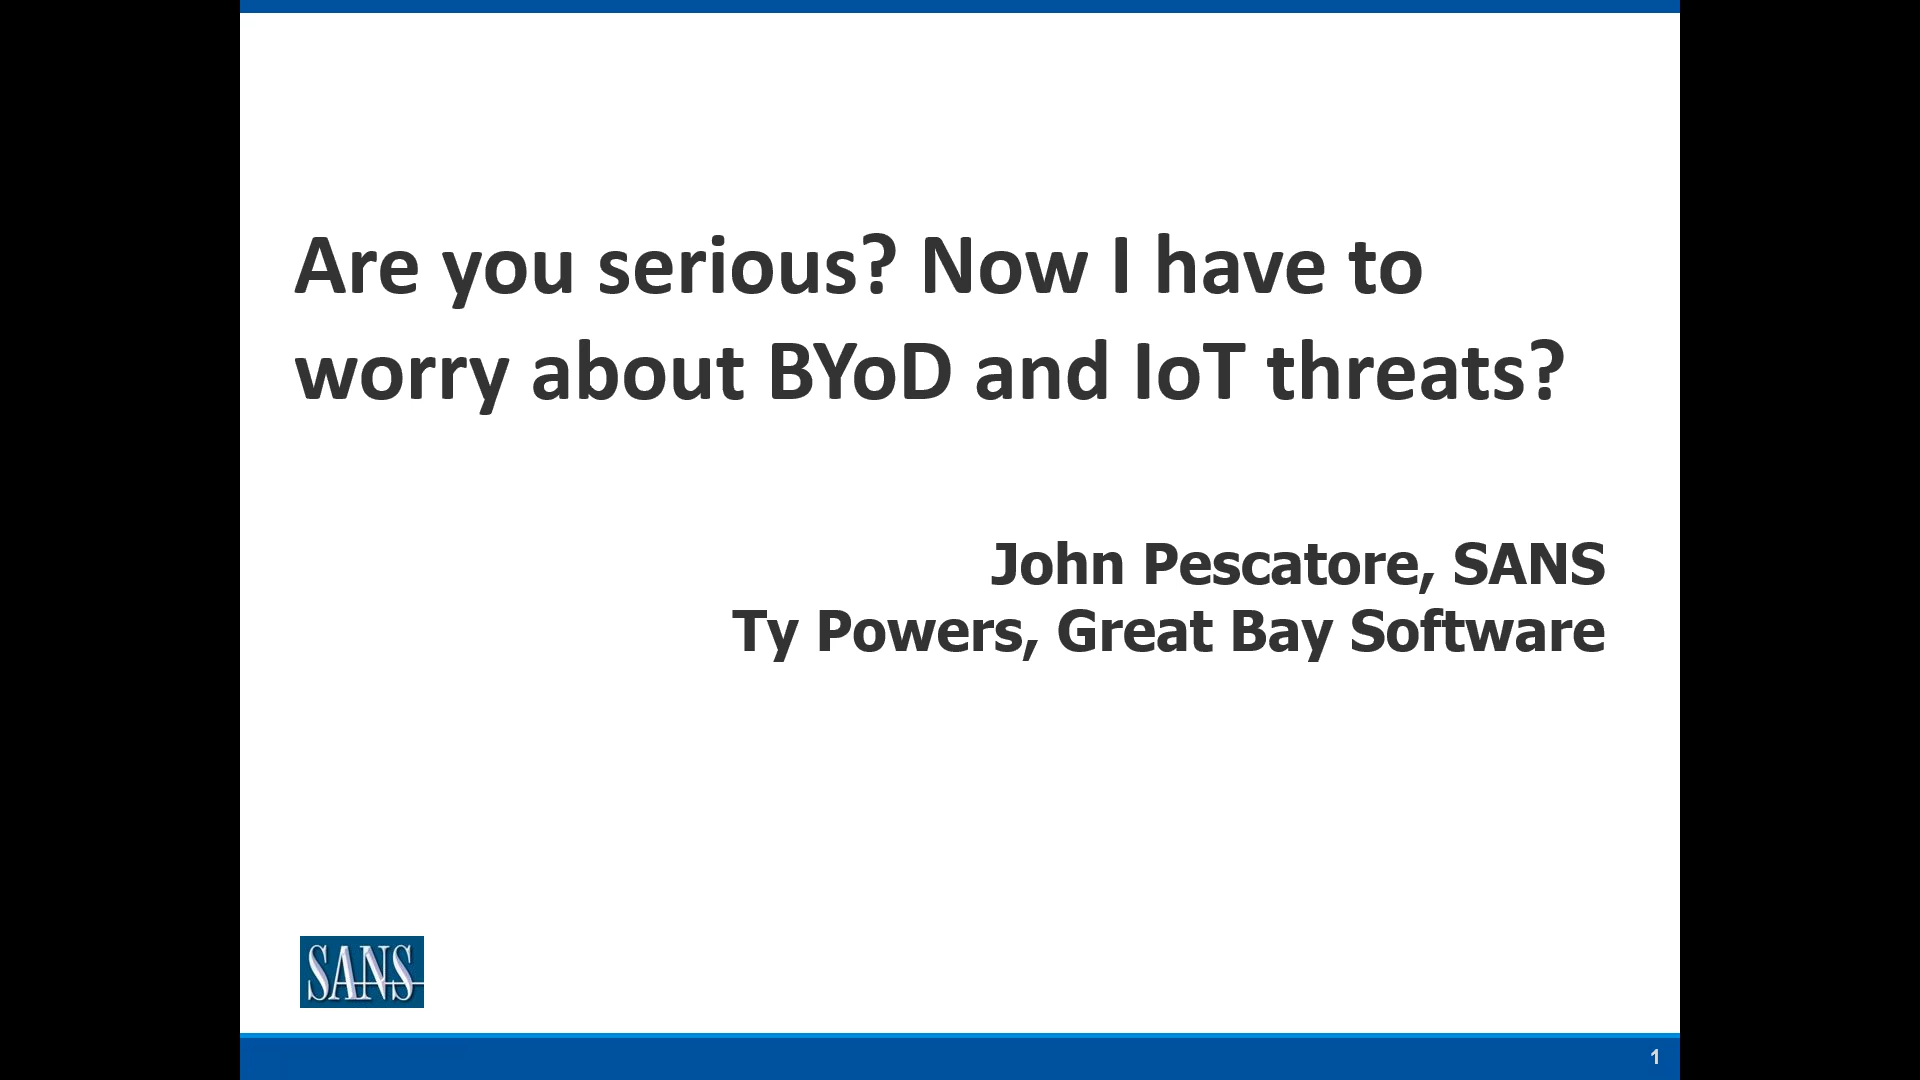 Are you serious? Now I have to
worry about BYoD and IoT threats?
John Pescatore, SANS
Ty Powers, Great Bay Software
SANS
1